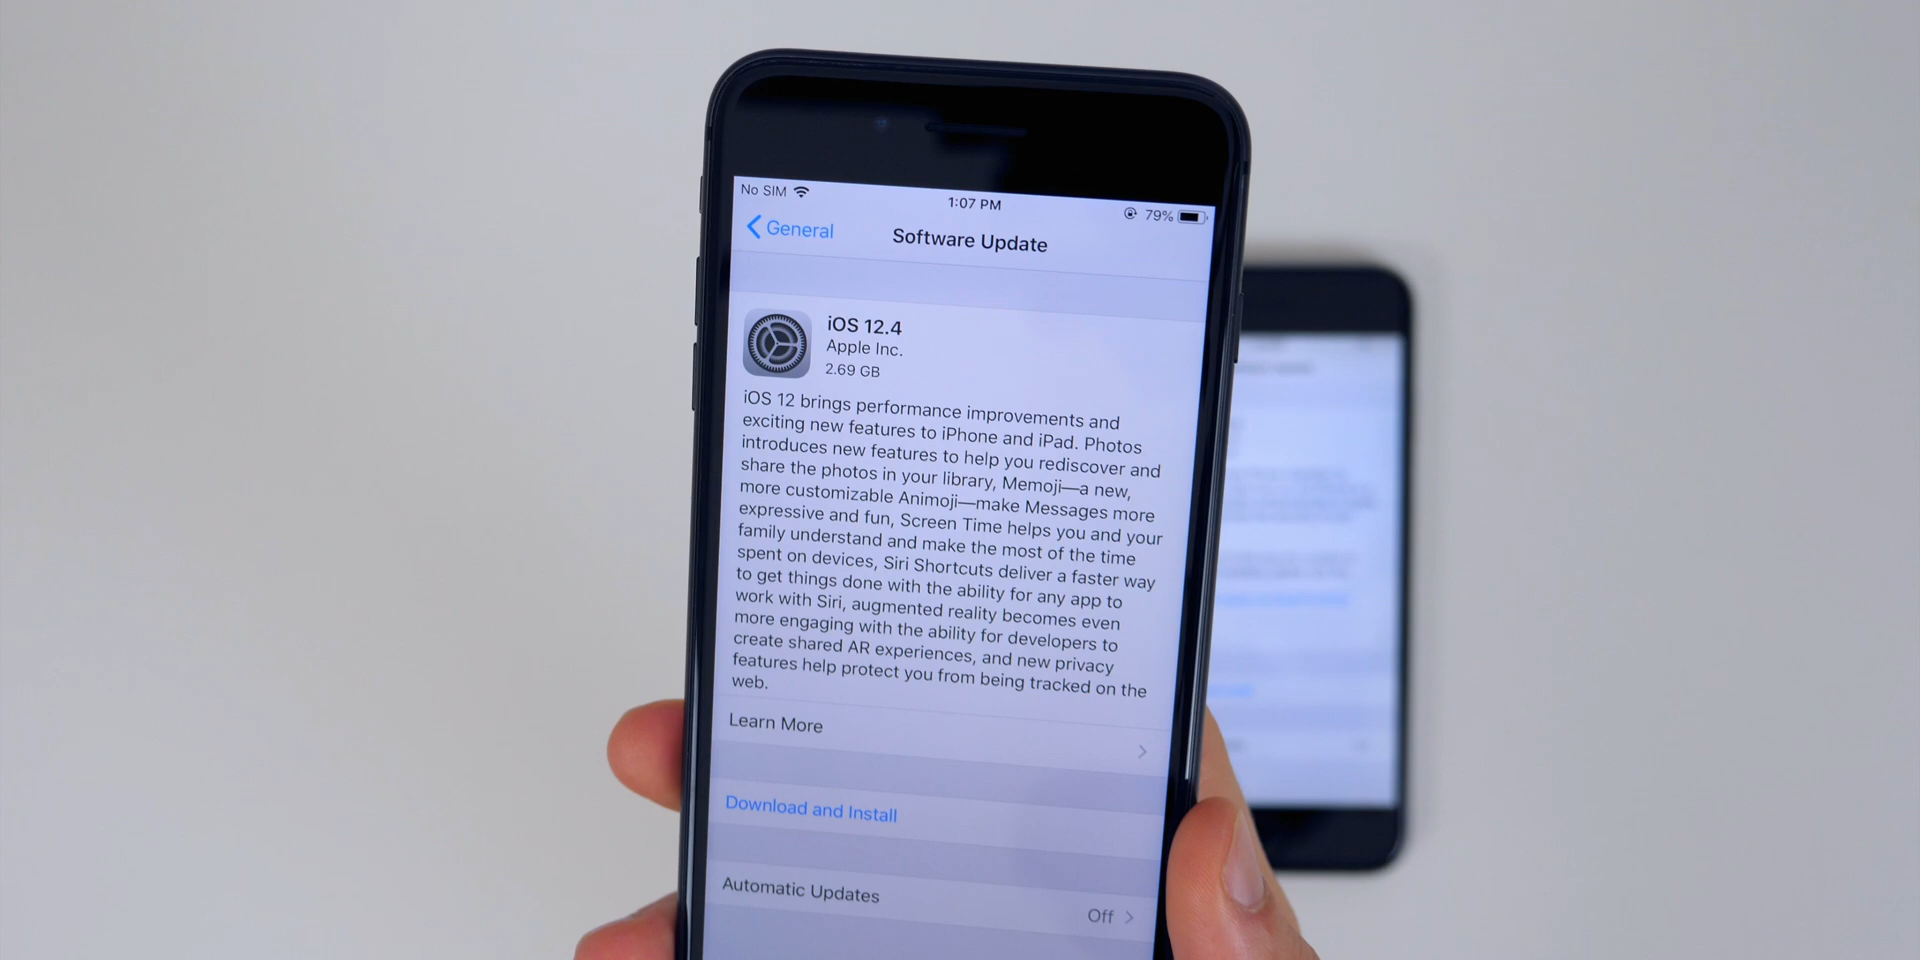 No SIM
1:07 PM
79%
General
Software Update
iOS 12.4
Apple Inc.
2.69 GB
iOS 12 brings performance improvements and
exciting new features to iPhone and iPad. Photos
introduces new features to help you rediscover and
share the photos in your library, Memoji—a new,
more customizable Animoji—make Messages more
expressive and fun, Screen Time helps you and your
family understand and make the most of the time
spent on devices, Siri Shortcuts deliver a faster way
to get things done with the ability for any app to
work with Siri, augmented reality becomes even
more engaging with the ability for developers to
create shared AR experiences, and new privacy
features help protect you from being tracked on the
web.
Learn More
Download and Install
Automatic Updates
Off